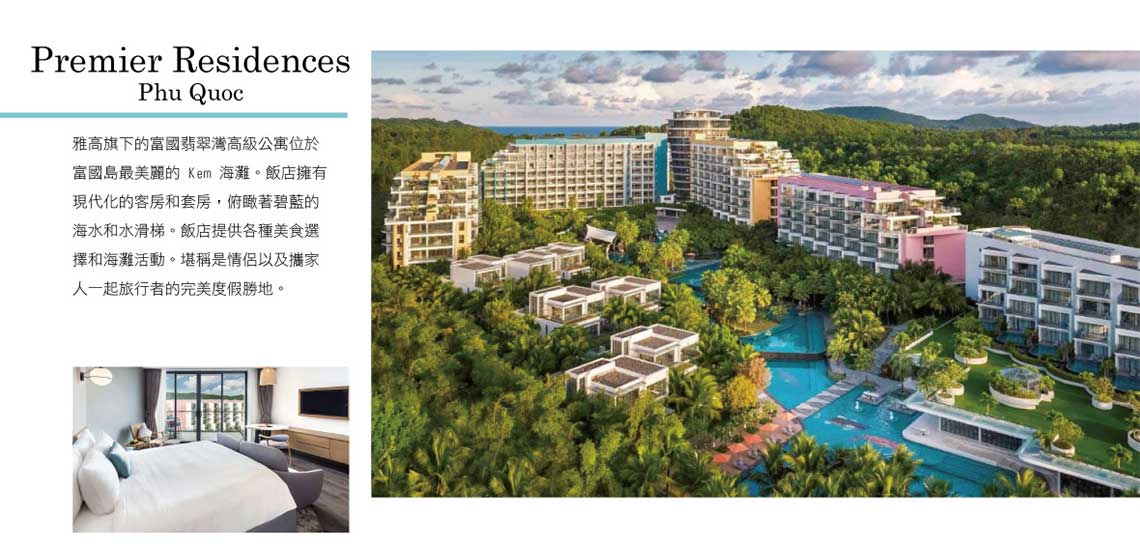 Premier Residences
Phu Quoc
雅高旗下的富國翡翠灣高級公寓位於
富國島最美麗的 Kem 海灘。飯店擁有
現代化的客房和套房，俯瞰著碧藍的
海水和水滑梯。飯店提供各種美食選
擇和海灘活動。堪稱是情侶以及攜家
人一起旅行者的完美度假勝地。